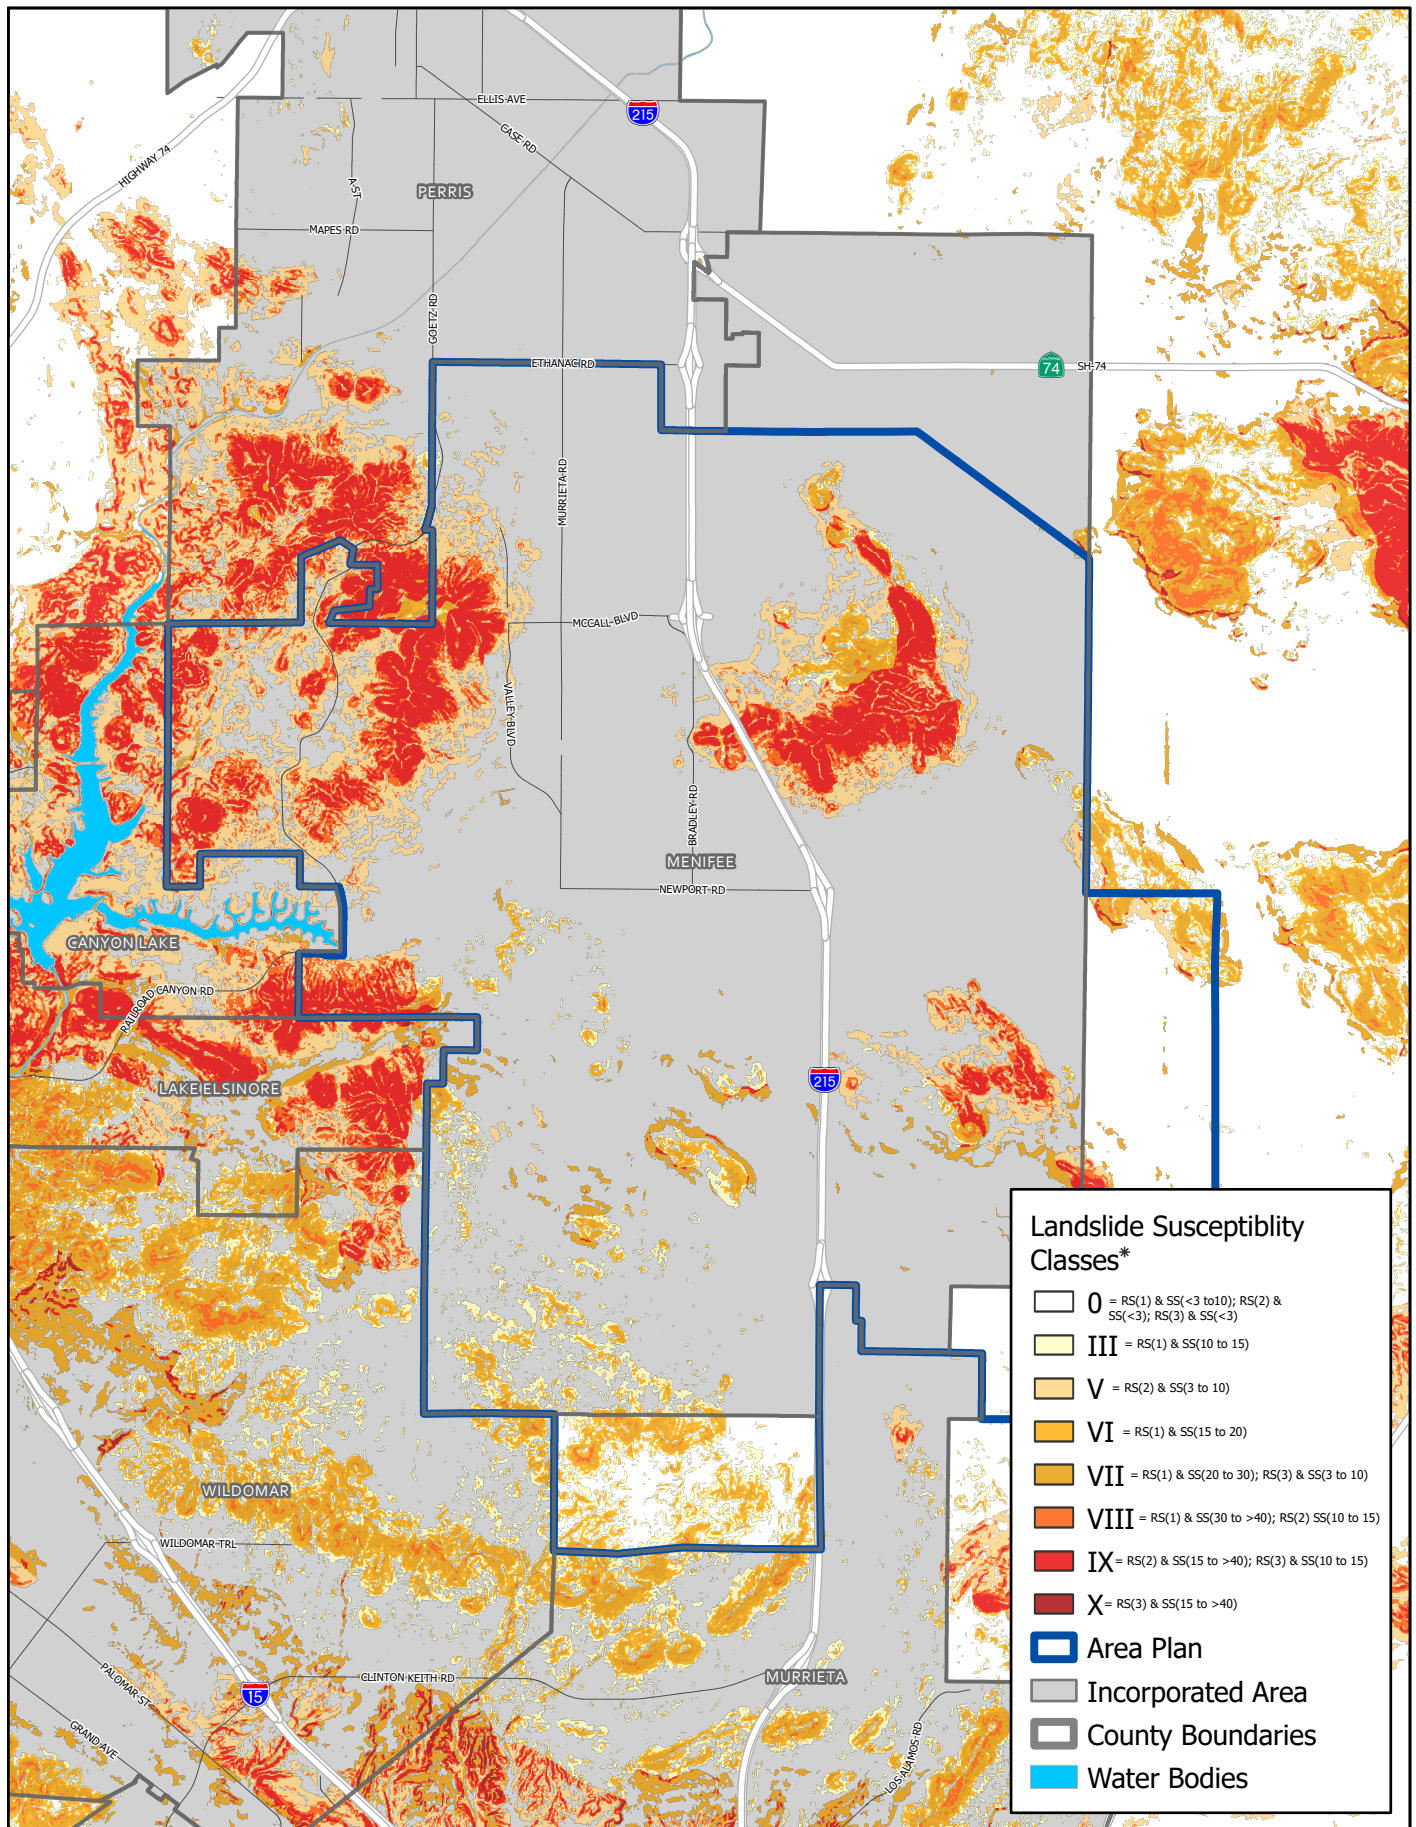 ELLIS AVE
215
CASE RD
HIGHWAY 74
A ST
PERRIS
MAPES RD
GOETZ RD
ETHANAC RD
CALIFORNIA
74
SH-74
MURRIETA RD
MCCALL BLVD
VALLEY BLVD
BRADLEY RD
MENIFEE
NEWPORT RD
CANYON LAKE
RAILROAD CANYON RD
LAKE ELSINORE
215
WILDOMAR
WILDOMAR TRL
CLINTON KEITH RD
MURRIETA
PALOMAR ST
15
GRAND AVE
LOS ALAMOS RD
Landslide Susceptiblity
Classes*
0 = RS(1) & SS(<3 to10); RS(2) &
SS(<3); RS(3) & SS(<3)
III = RS(1) & SS(10 to 15)
V = RS(2) & SS(3 to 10)
VI = RS(1) & SS(15 to 20)
VII = RS(1) & SS(20 to 30); RS(3) & SS(3 to 10)
VIII = RS(1) & SS(30 to >40); RS(2) SS(10 to 15)
IX = RS(2) & SS(15 to >40); RS(3) & SS(10 to 15)
X = RS(3) & SS(15 to >40)
Area Plan
Incorporated Area
County Boundaries
Water Bodies